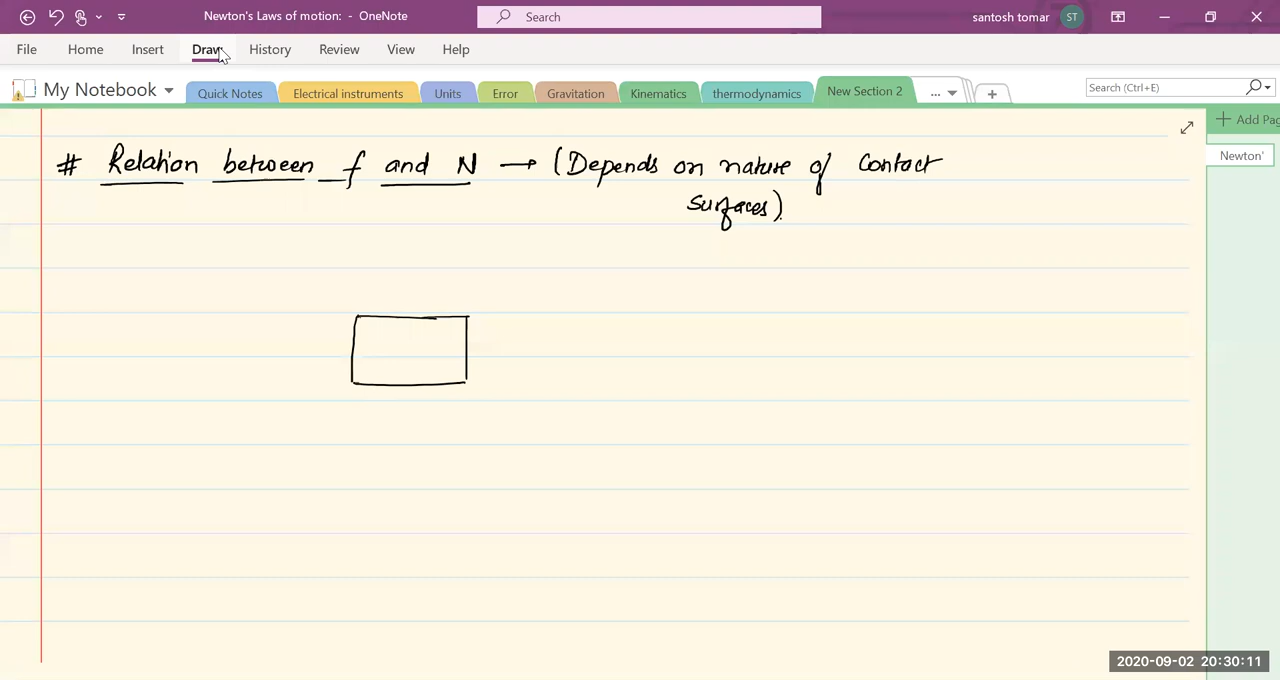 Newton's Laws of motion: - OneNote
Search
santosh tomar
ST
File
Home
Insert
Draw
History
Review
View
Help
My Notebook
Quick Notes
Electrical instruments
Units
Error
Gravitation
Kinematics
thermodynamics
New Section 2
...
Search (Ctrl+E)
Add Pag
Newton'
# Relation between f and N → (Depends on nature of contact
surfaces).
2020-09-02 20:30:11